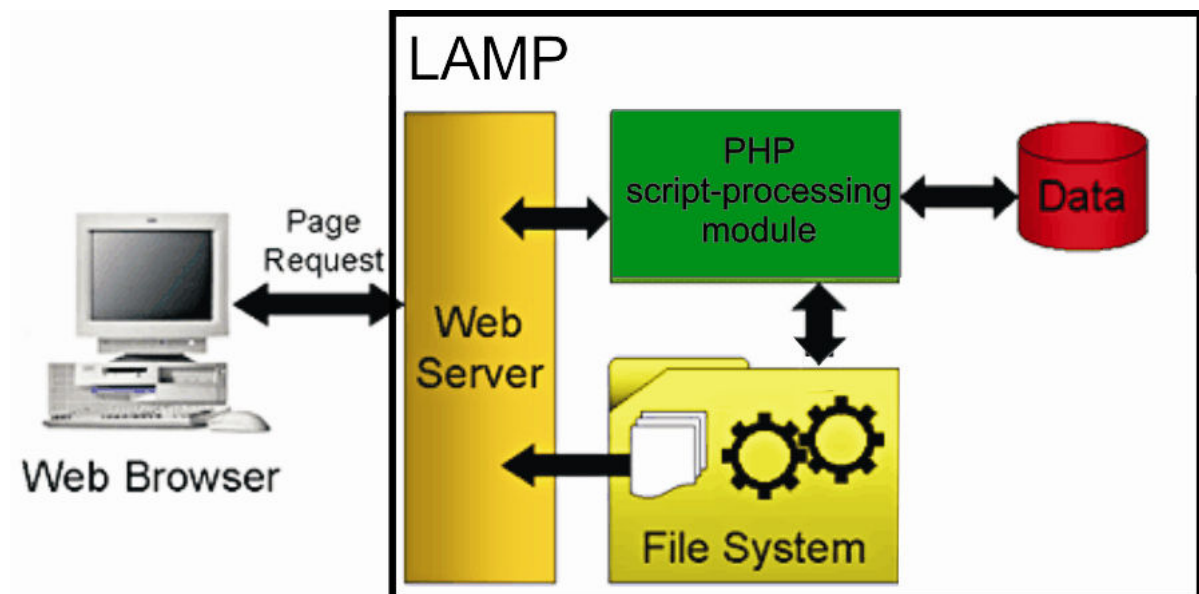 LAMP
Page
Request
Web Browser
Web
Server
PHP
script-processing
module
Data
File System